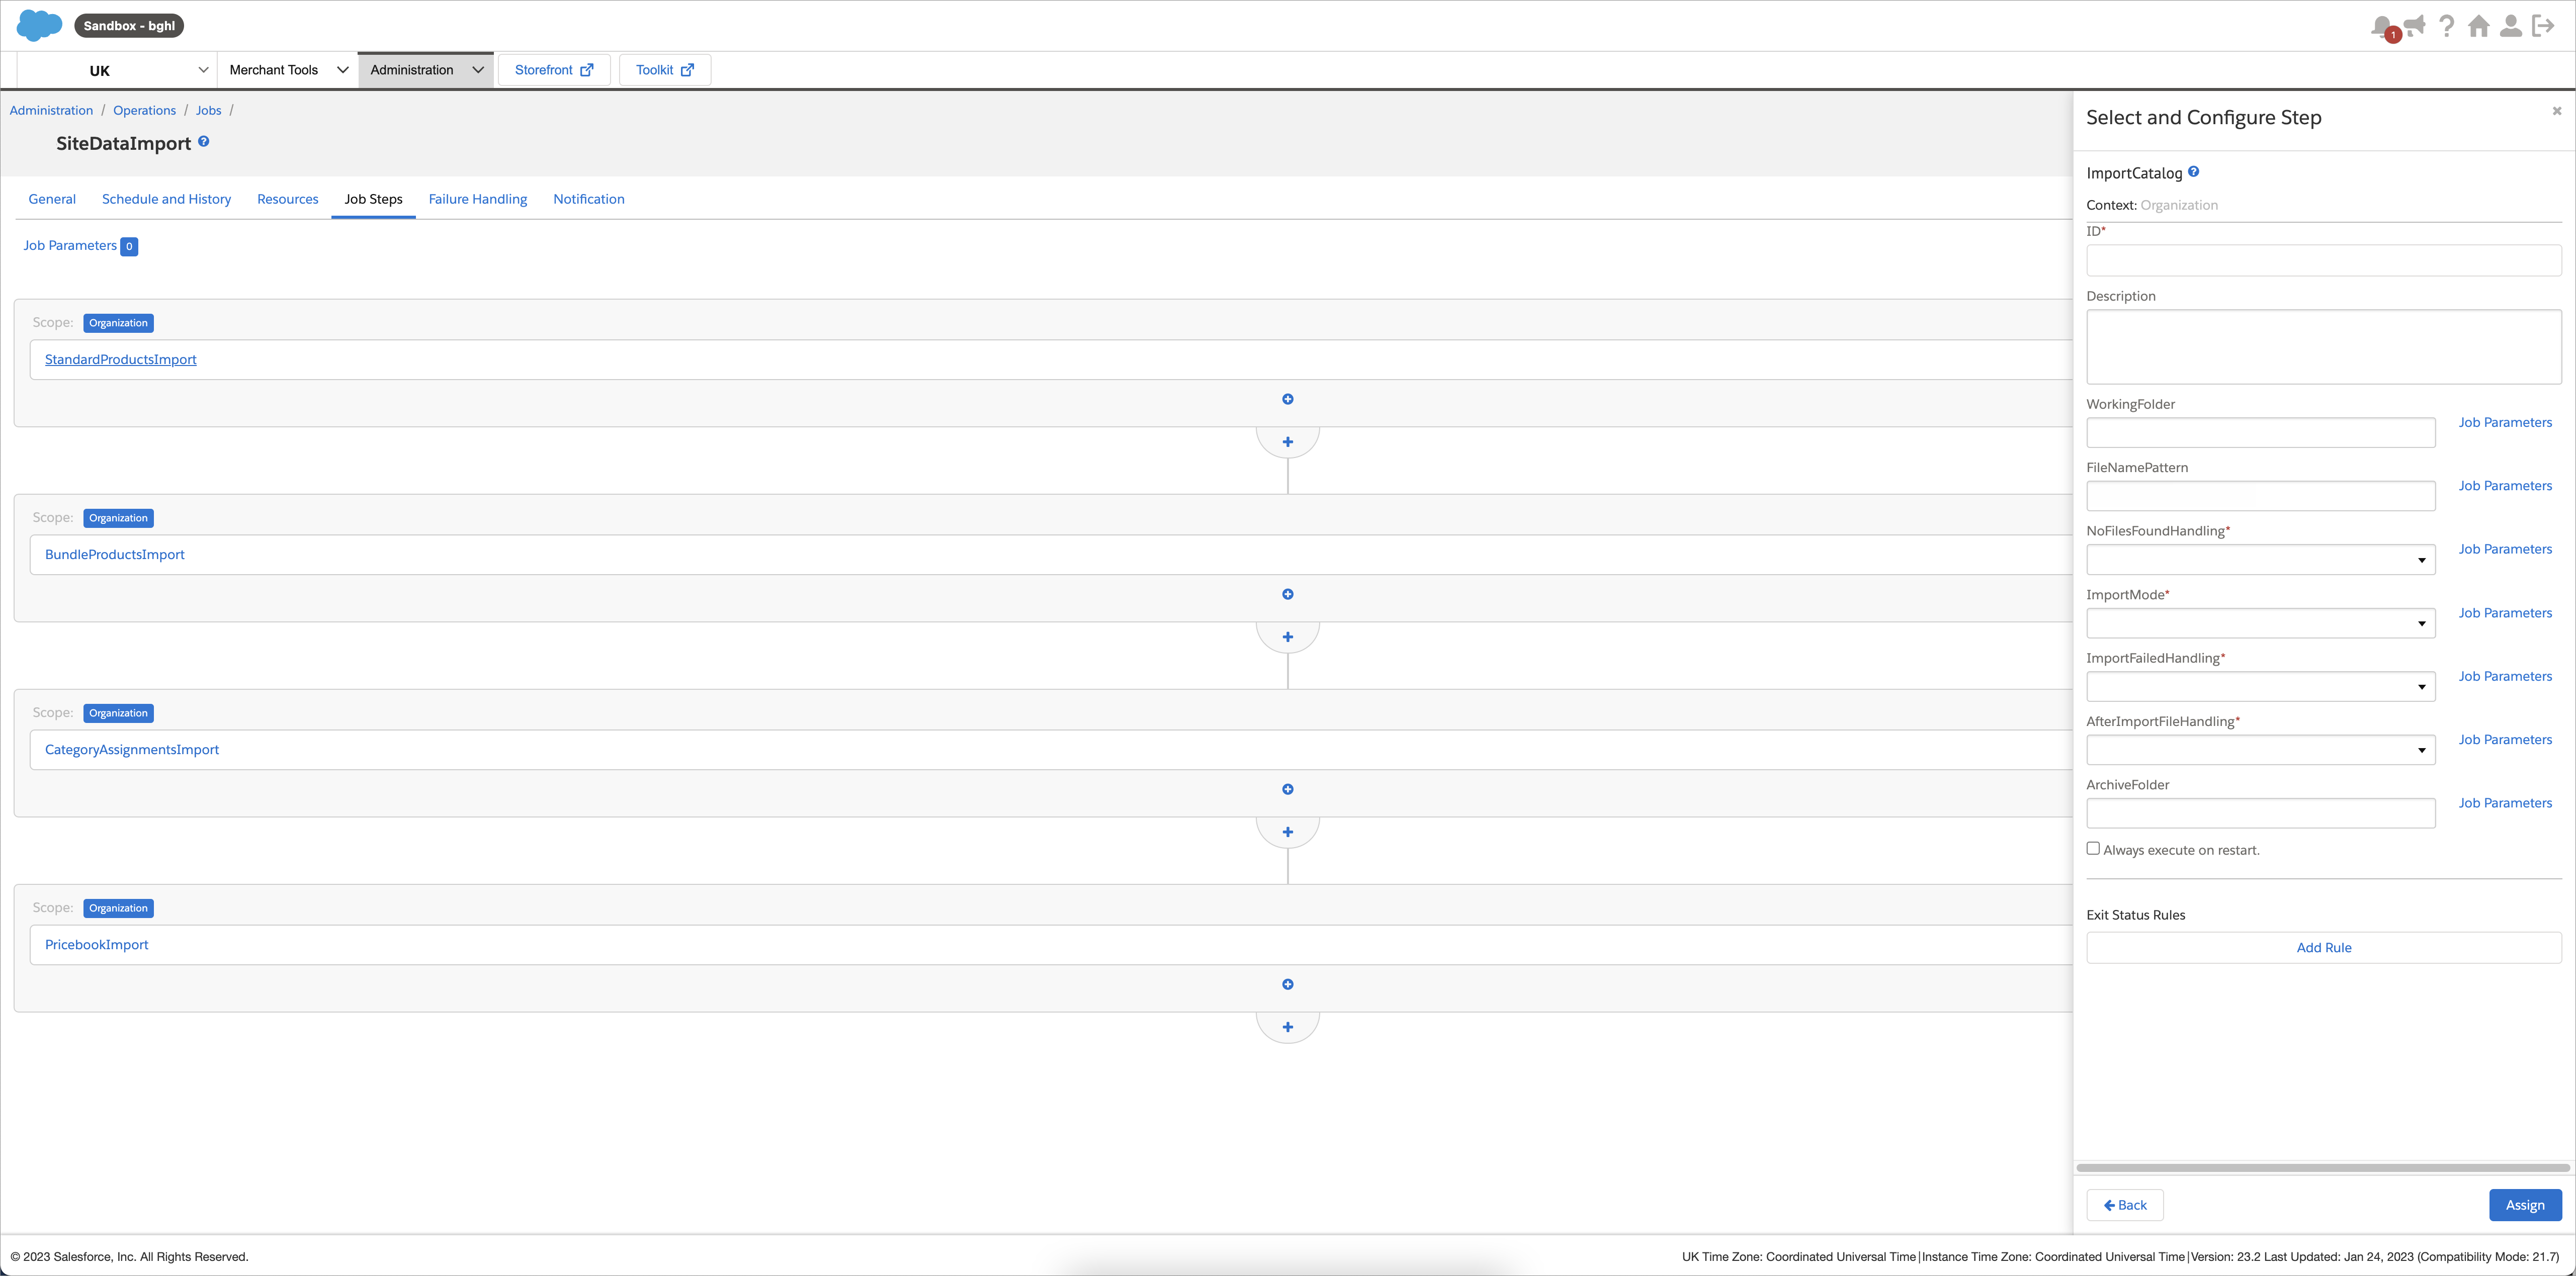 Sandbox - bghl
1
UK
Merchant Tools
Administration
Storefront
Toolkit
Administration / Operations / Jobs /
SiteDataImport ?
General
Schedule and History
Resources
Job Steps
Failure Handling
Notification
Job Parameters 0
Scope: Organization
StandardProductsImport
Scope: Organization
BundleProductsImport
Scope: Organization
CategoryAssignmentsImport
Scope: Organization
PricebookImport
Select and Configure Step
ImportCatalog ?
Context: Organization
ID*
Description
WorkingFolder
Job Parameters
FileNamePattern
Job Parameters
NoFilesFoundHandling*
Job Parameters
ImportMode*
Job Parameters
ImportFailedHandling*
Job Parameters
AfterImportFileHandling*
Job Parameters
ArchiveFolder
Job Parameters
Always execute on restart.
Exit Status Rules
Add Rule
Back
Assign
© 2023 Salesforce, Inc. All Rights Reserved.
UK Time Zone: Coordinated Universal Time | Instance Time Zone: Coordinated Universal Time | Version: 23.2 Last Updated: Jan 24, 2023 (Compatibility Mode: 21.7)